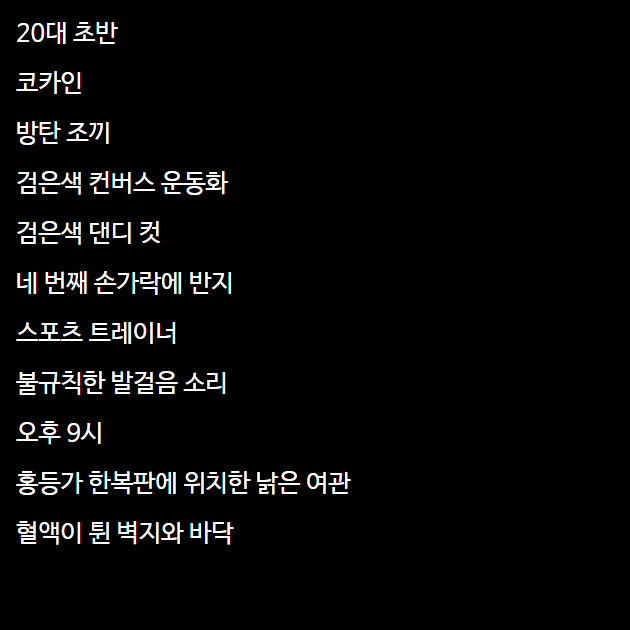 20대 초반
코카인
방탄 조끼
검은색 컨버스 운동화
검은색 댄디 컷
네 번째 손가락에 반지
스포츠 트레이너
불규칙한 발걸음 소리
오후 9시
홍등가 한복판에 위치한 낡은 여관
혈액이 튄 벽지와 바닥